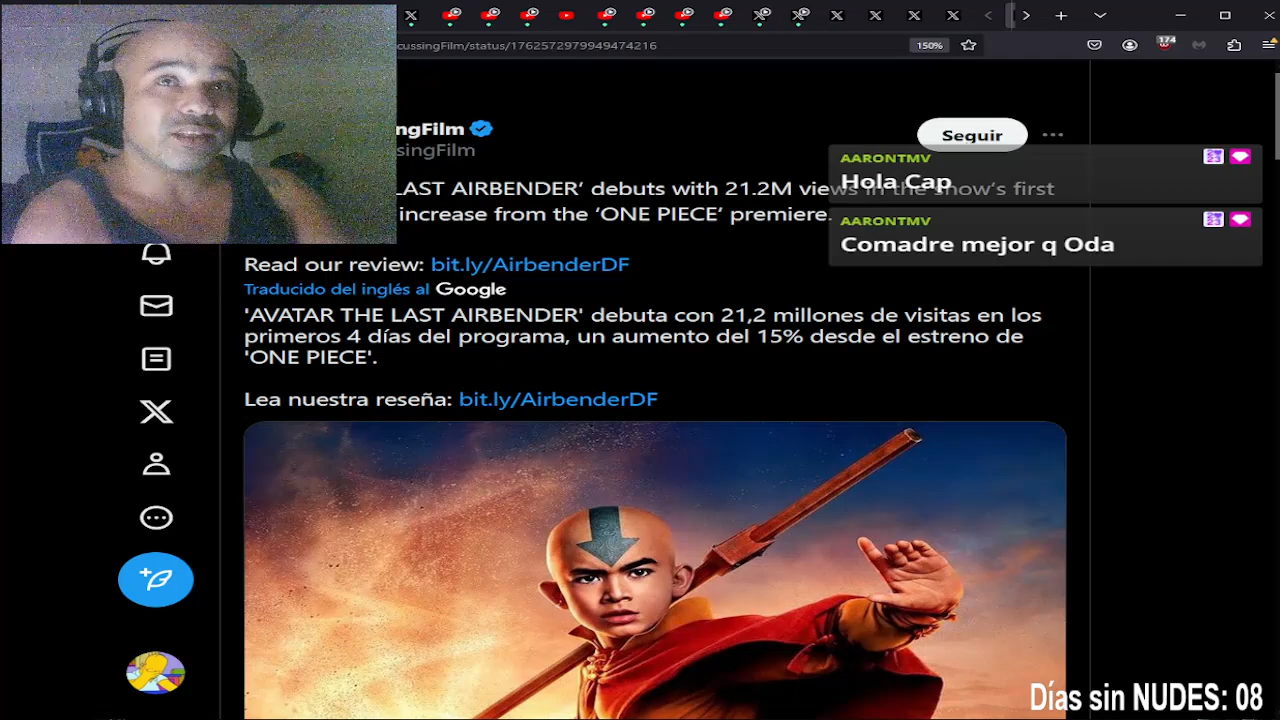 174
cussingFilm/status/1762572979949474216
150%
ngFilm
Seguir
singFilm
AARONTMV
Hola Cap
LAST AIRBENDER’ debuts with 21.2M views in the show’s first
increase from the ‘ONE PIECE’ premiere.
AARONTMV
Comadre mejor q Oda
Read our review: bit.ly/AirbenderDF
Traducido del inglés al Google
'AVATAR THE LAST AIRBENDER' debuta con 21,2 millones de visitas en los
primeros 4 días del programa, un aumento del 15% desde el estreno de
'ONE PIECE'.
Lea nuestra reseña: bit.ly/AirbenderDF
Días sin NUDES: 08